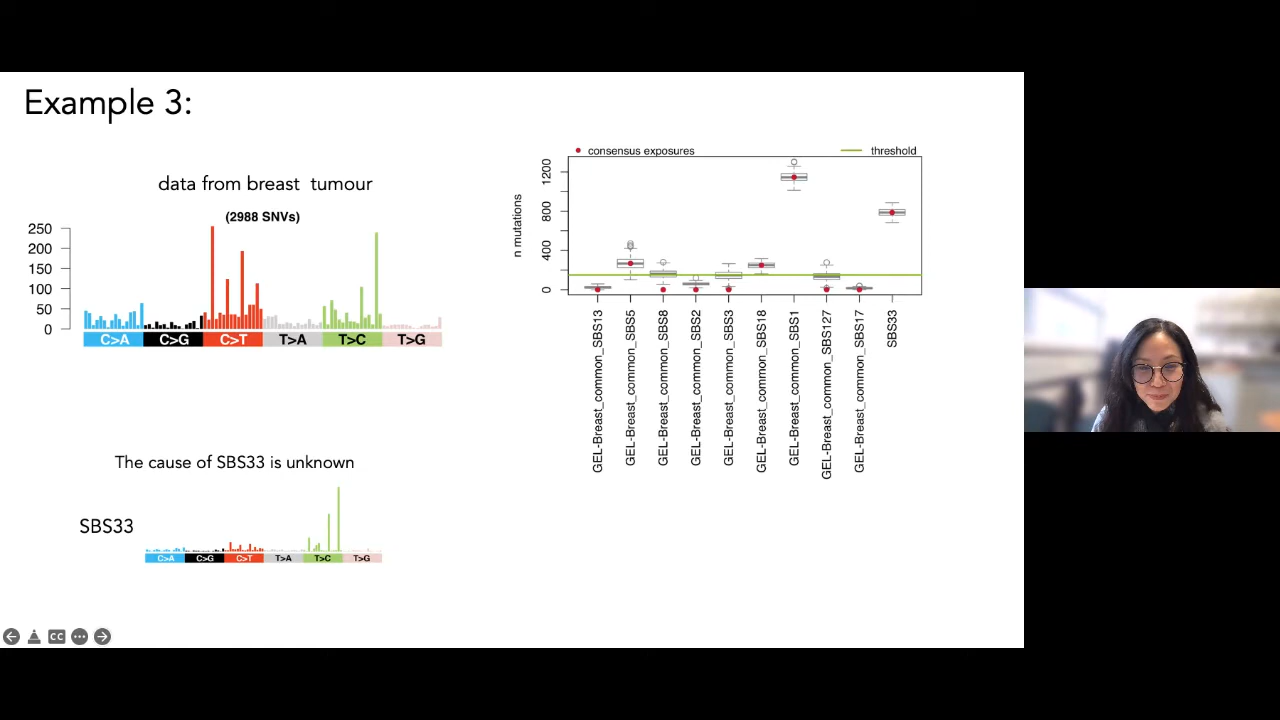 Example 3:
data from breast tumour
(2988 SNVs)
250
200
150
100
50
0
C>A C>G C>T T>A T>C T>G
consensus exposures
threshold
n mutations
1200
800
400
0
GEL-Breast_common_SBS13
GEL-Breast_common_SBS5
GEL-Breast_common_SBS8
GEL-Breast_common_SBS2
GEL-Breast_common_SBS3
GEL-Breast_common_SBS18
GEL-Breast_common_SBS1
GEL-Breast_common_SBS127
GEL-Breast_common_SBS17
SBS33
The cause of SBS33 is unknown
SBS33
C>A C>G C>T T>A T>C T>G
CC